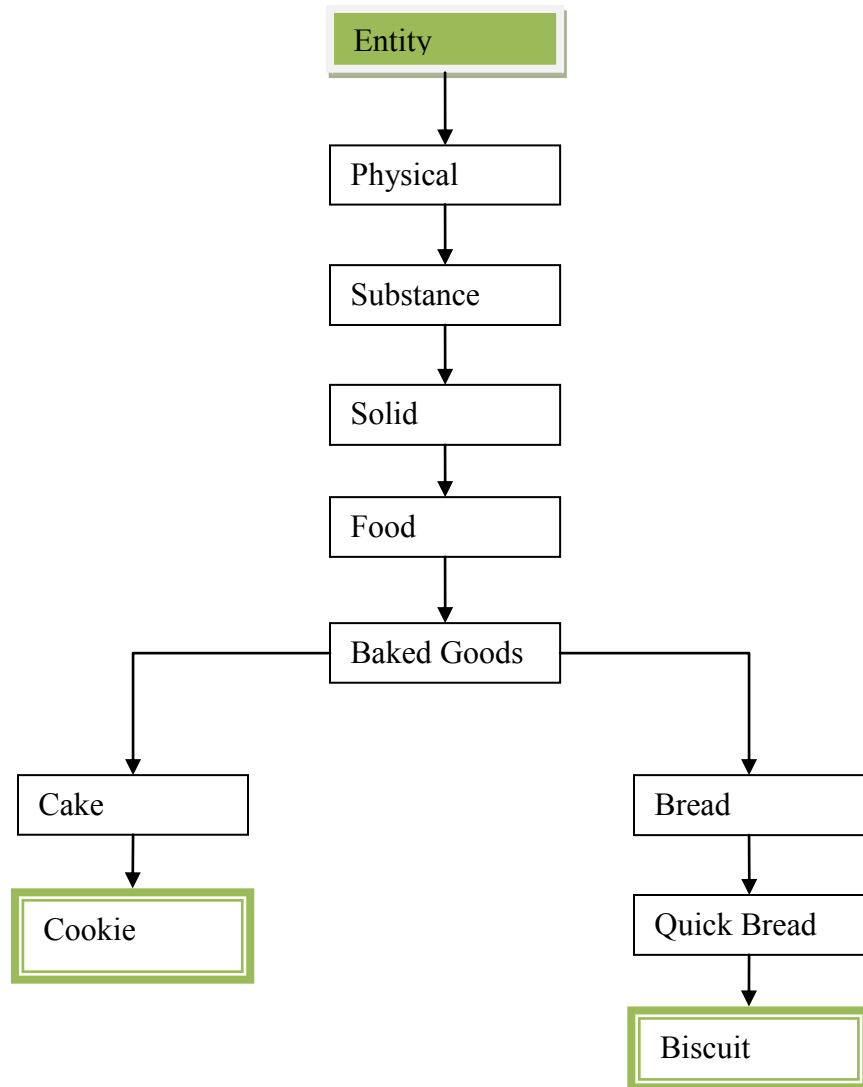 Entity
Physical
Substance
Solid
Food
Baked Goods
Cake
Bread
Cookie
Quick Bread
Biscuit